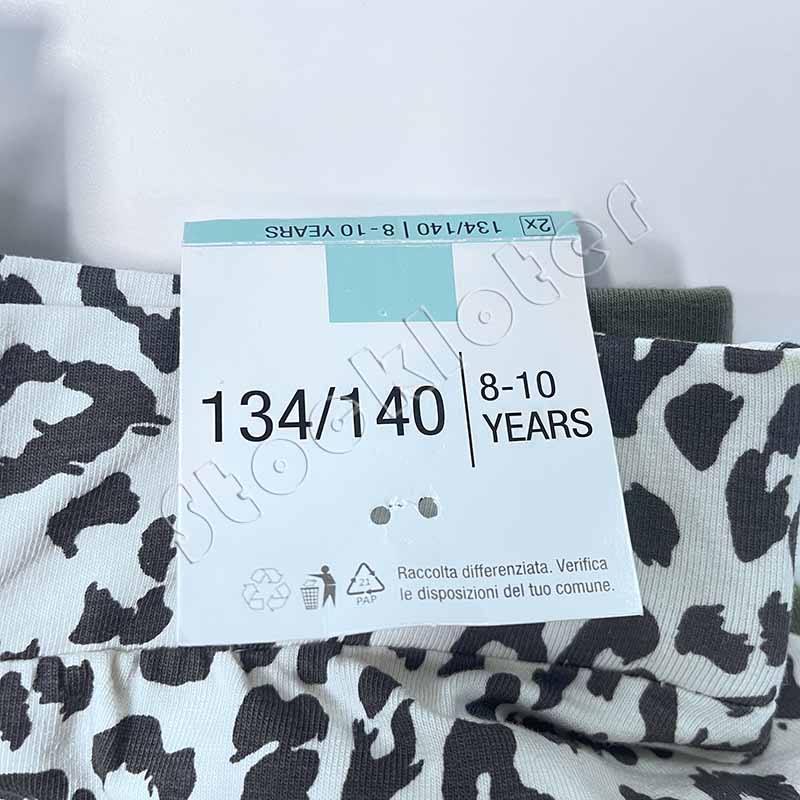 2x 134/140 | 8 - 10 YEARS
134/140
8-10
YEARS
21
PAP
Raccolta differenziata. Verifica
le disposizioni del tuo comune.
stockloter